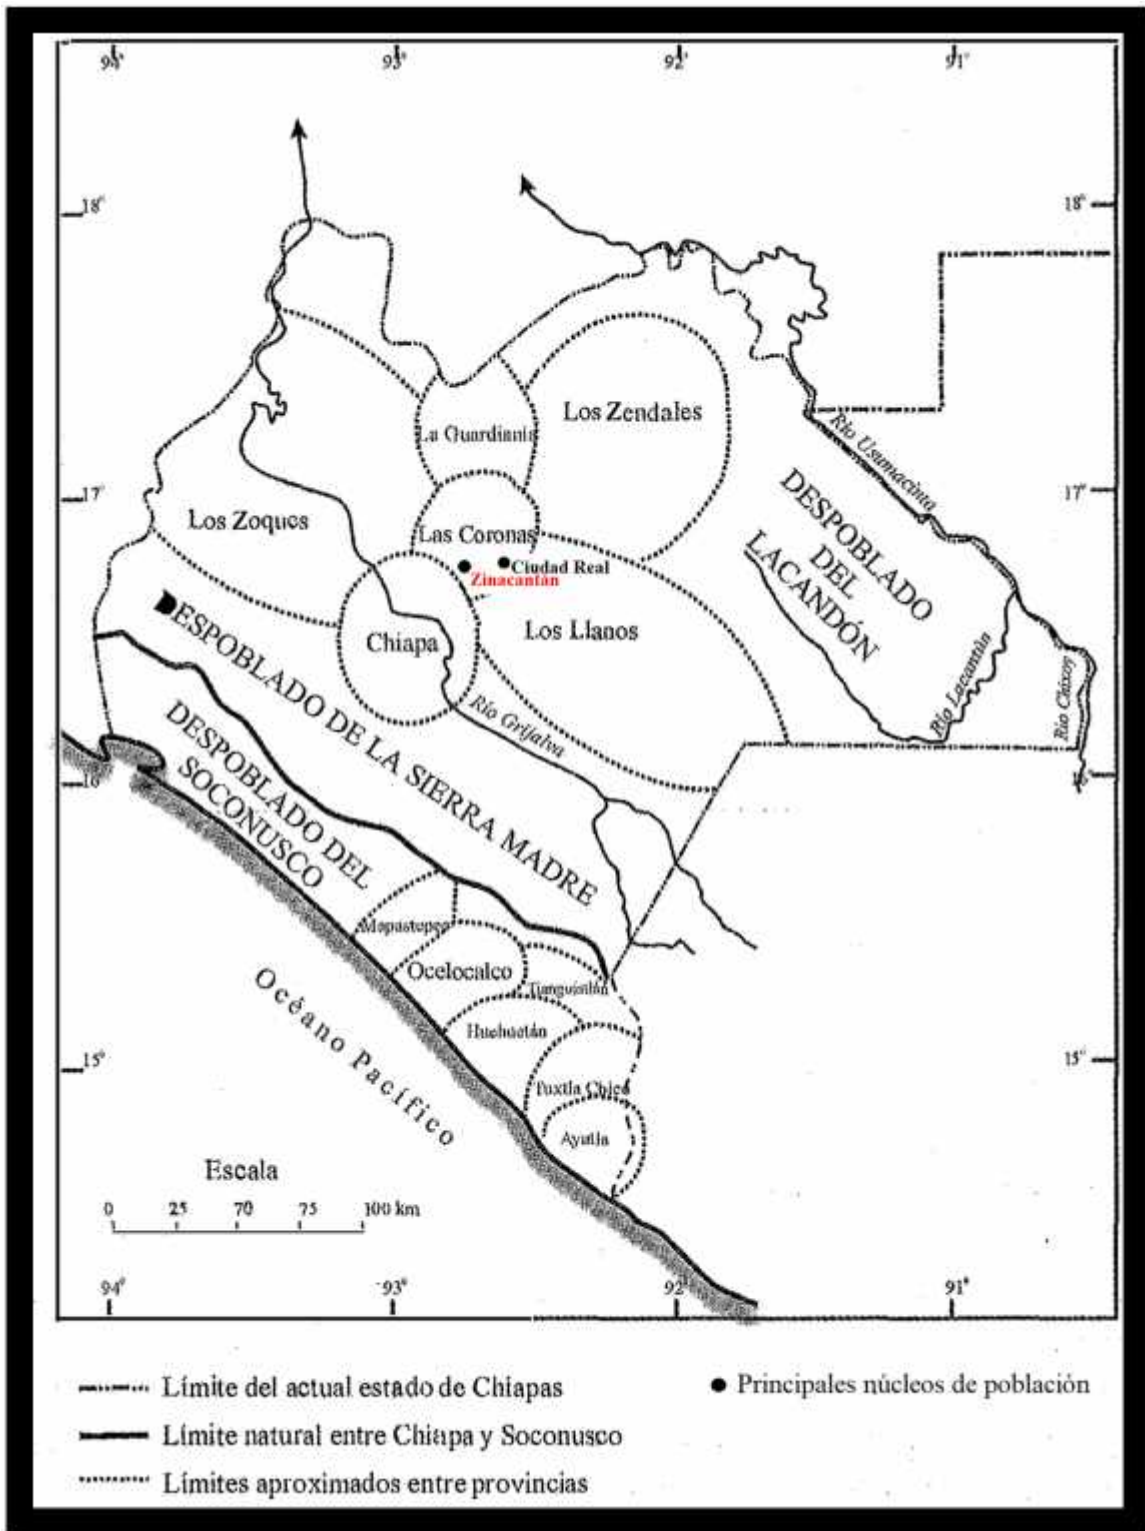 94° 93° 92° 91°
18° 18°
Los Zendales
La Guardianía
Río Usumacinta
17° 17°
Los Zoques
Las Coronas
DESPOBLADO
DEL
LACANDÓN
Ciudad Real
Zinacantán
Chiapa
Los Llanos
Río Lacantún
Río Chixoy
DESPOBLADO DE LA SIERRA MADRE
Río Grijalva
DESPOBLADO DEL
SOCONUSCO
16° 16°
Mapastepec
Ocelocalco
Tianguistlán
Huehuetán
Océano Pacífico
15° 15°
Tuxtla Chico
Ayutla
Escala
0 25 70 75 100 km
94° 93° 92° 91°
Límite del actual estado de Chiapas
Principales núcleos de población
Límite natural entre Chiapa y Soconusco
Límites aproximados entre provincias